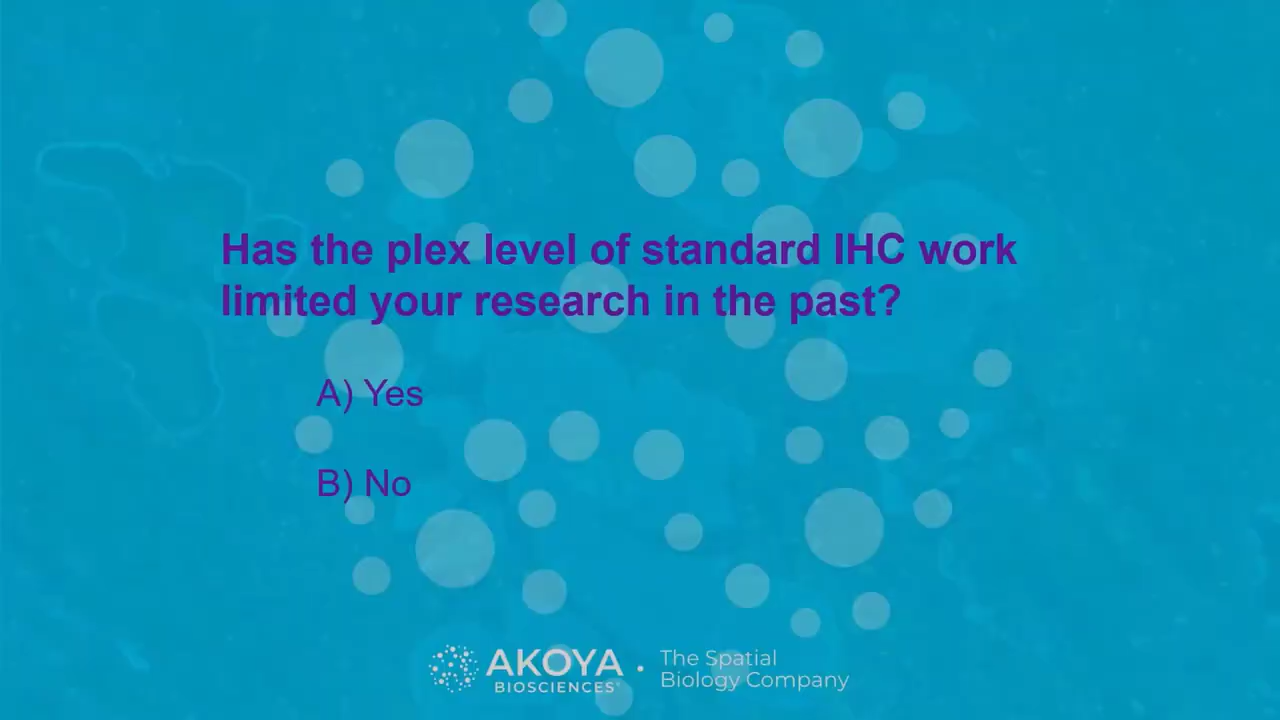 Has the plex level of standard IHC work
limited your research in the past?
A) Yes
B) No
AKOYA
BIOSCIENCES®
·
The Spatial
Biology Company